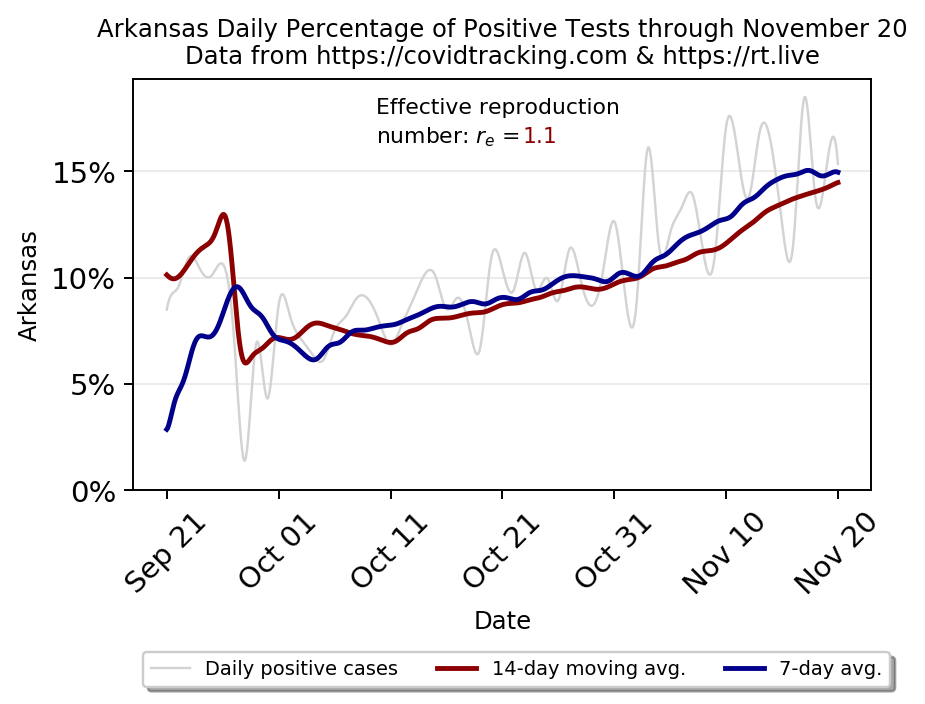 Arkansas Daily Percentage of Positive Tests through November 20
Data from https://covidtracking.com & https://rt.live
Effective reproduction
number: rₑ = 1.1
15%
10%
5%
0%
Arkansas
Sep 21
Oct 01
Oct 11
Oct 21
Oct 31
Nov 10
Nov 20
Date
Daily positive cases
14-day moving avg.
7-day avg.